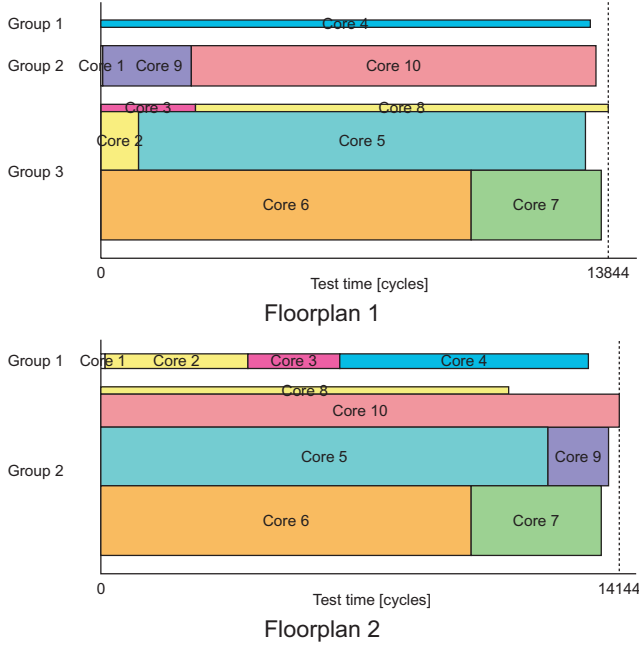 Group 1
Core 4
Group 2
Core 1
Core 9
Core 10
Core 3
Core 8
Core 2
Core 5
Group 3
Core 6
Core 7
0
13844
Test time [cycles]
Floorplan 1
Group 1
Core 1
Core 2
Core 3
Core 4
Core 8
Core 10
Core 5
Core 9
Group 2
Core 6
Core 7
0
14144
Test time [cycles]
Floorplan 2